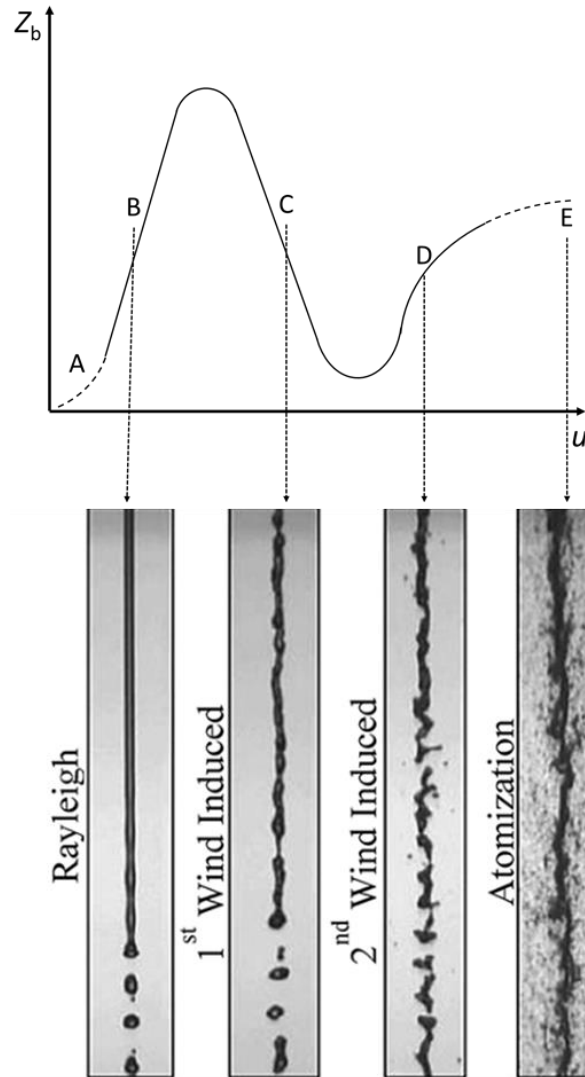 Z_b
B
C
A
D
E
u
Rayleigh
1st Wind Induced
2nd Wind Induced
Atomization